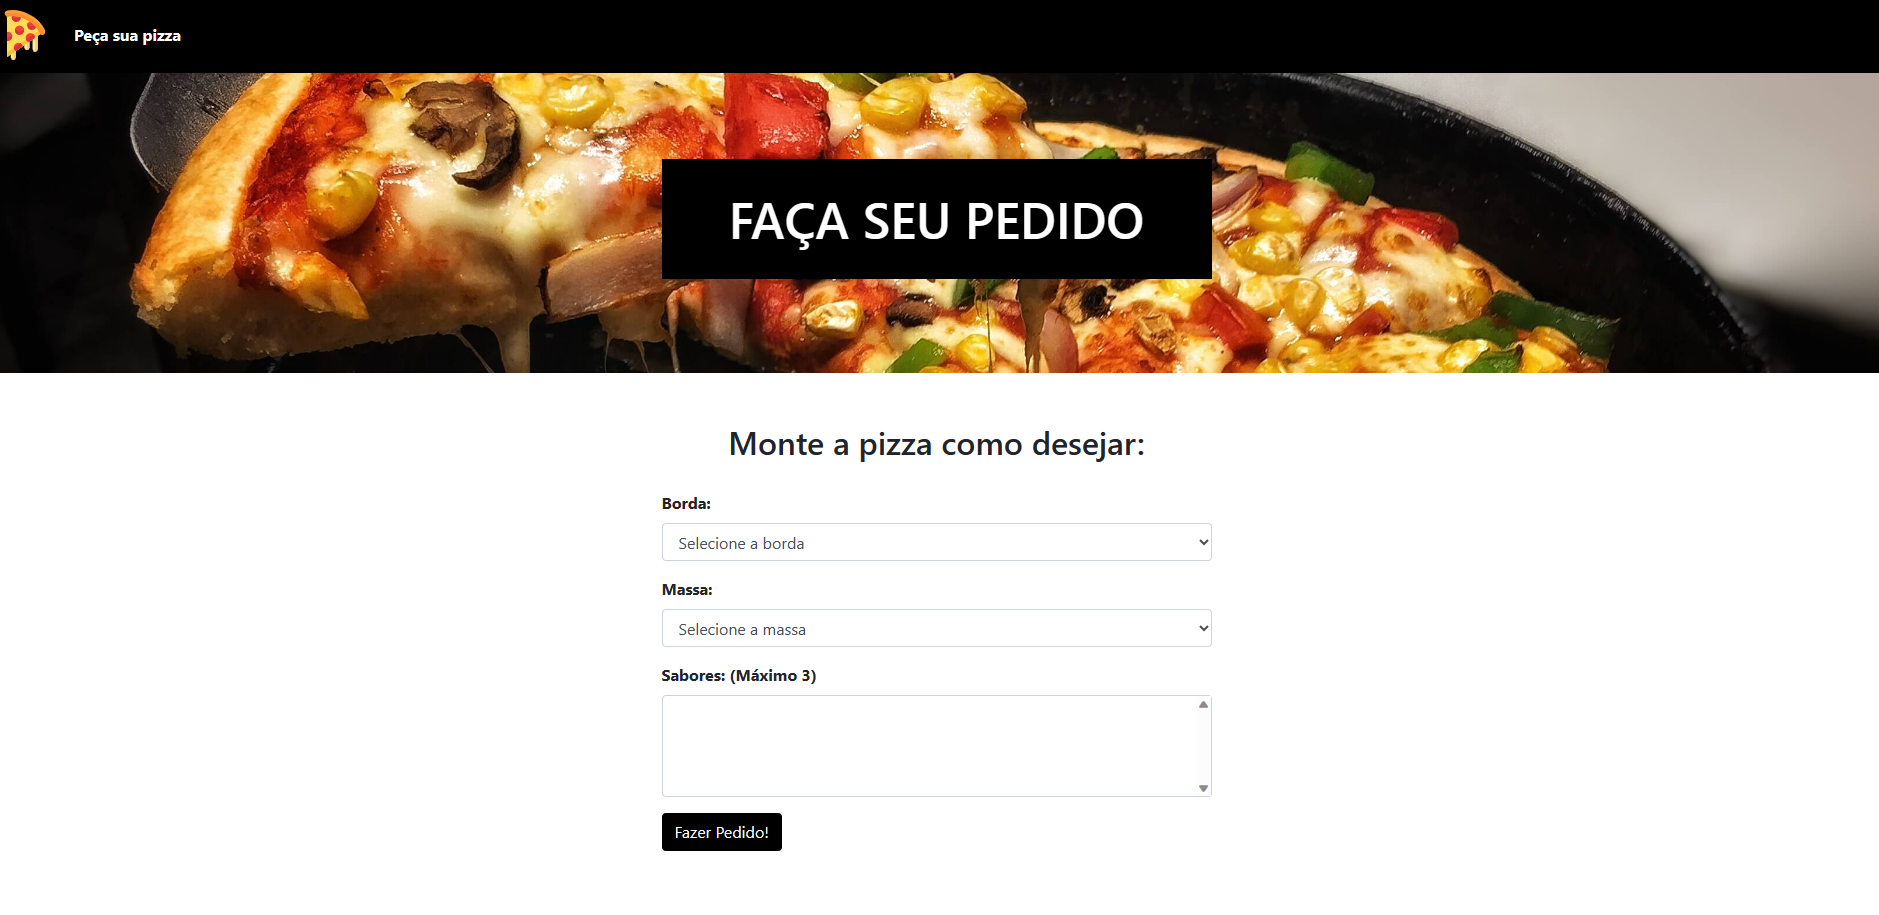 Peça sua pizza
FAÇA SEU PEDIDO
Monte a pizza como desejar:
Borda:
Selecione a borda
Massa:
Selecione a massa
Sabores: (Máximo 3)
Fazer Pedido!